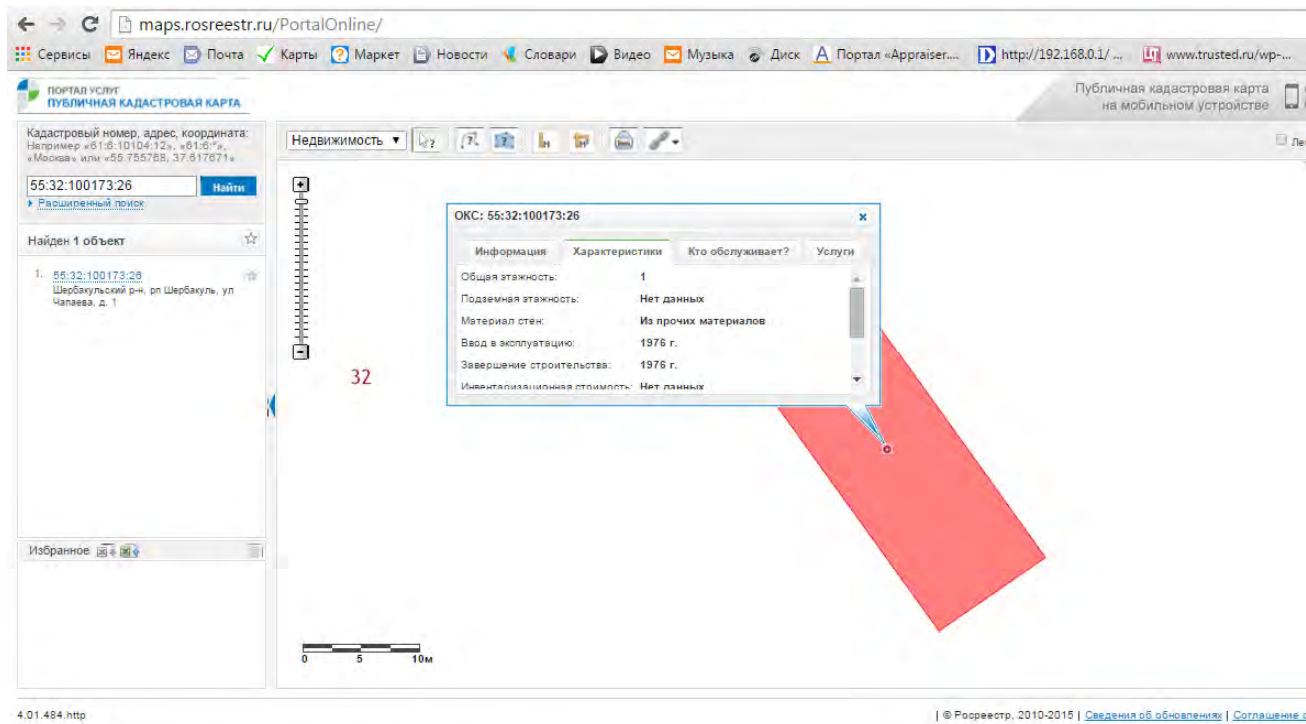 maps.rosreestr.ru/PortalOnline/
Сервисы Яндекс Почта Карты Маркет Новости Словари Видео Музыка Диск Портал «Appraiser.... http://192.168.0.1/ ... www.trusted.ru/wp-...
ПОРТАЛ УСЛУГ
ПУБЛИЧНАЯ КАДАСТРОВАЯ КАРТА
Публичная кадастровая карта
на мобильном устройстве
Кадастровый номер, адрес, координата:
Например «61:6:10104:12», «61:6:*»,
«Москва» или «55.755768, 37.617671»
55:32:100173:26 Найти
Расширенный поиск
Найден 1 объект
1. 55:32:100173:26
Шербакульский р-н, рп Шербакуль, ул
Чапаева, д. 1
Избранное
Недвижимость
32
ОКС: 55:32:100173:26
Информация Характеристики Кто обслуживает? Услуги
Общая этажность: 1
Подземная этажность: Нет данных
Материал стен: Из прочих материалов
Ввод в эксплуатацию: 1976 г.
Завершение строительства: 1976 г.
Инвентаризационная стоимость: Нет данных
0 5 10м
4.01.484.http
| © Росреестр, 2010-2015 | Сведения об обновлениях | Соглашение